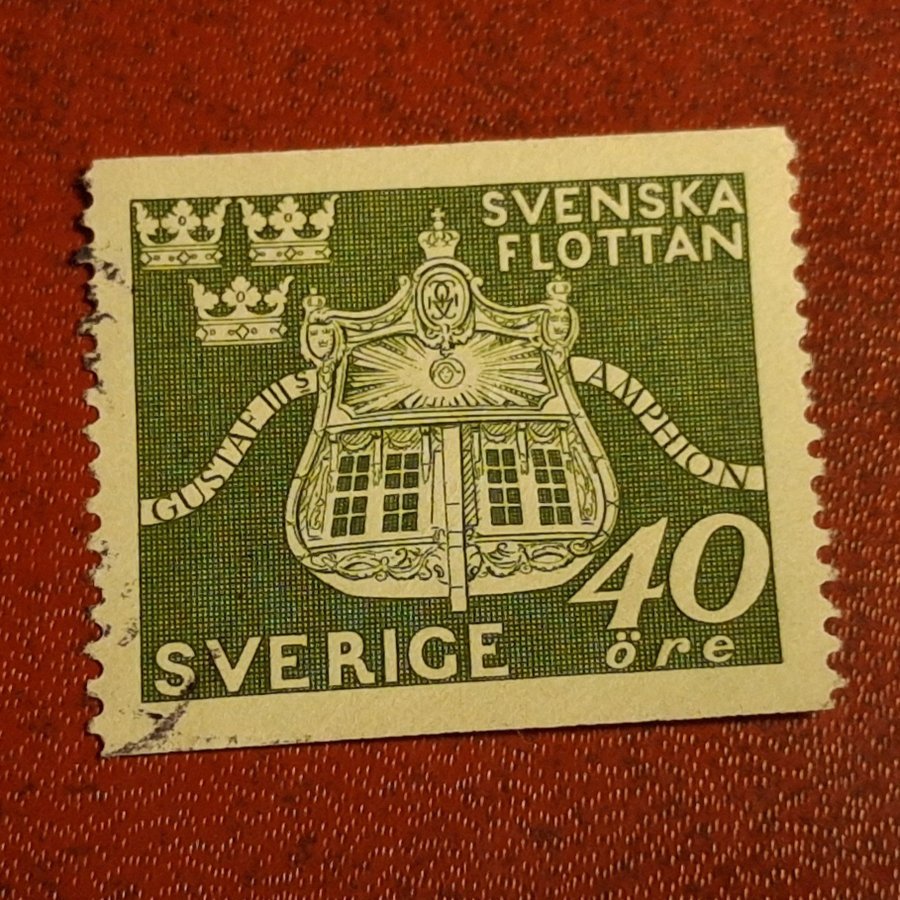 SVENSKA
FLOTTAN
GUSTAF III s AMPHION
40
öre
SVERIGE